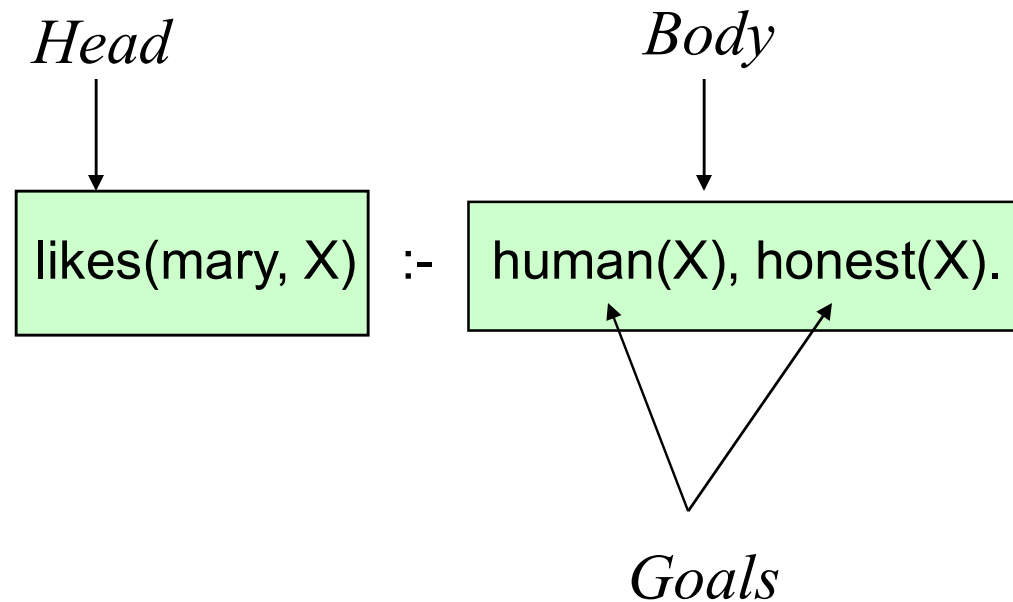 Head Body
likes(mary, X) :- human(X), honest(X).
Goals